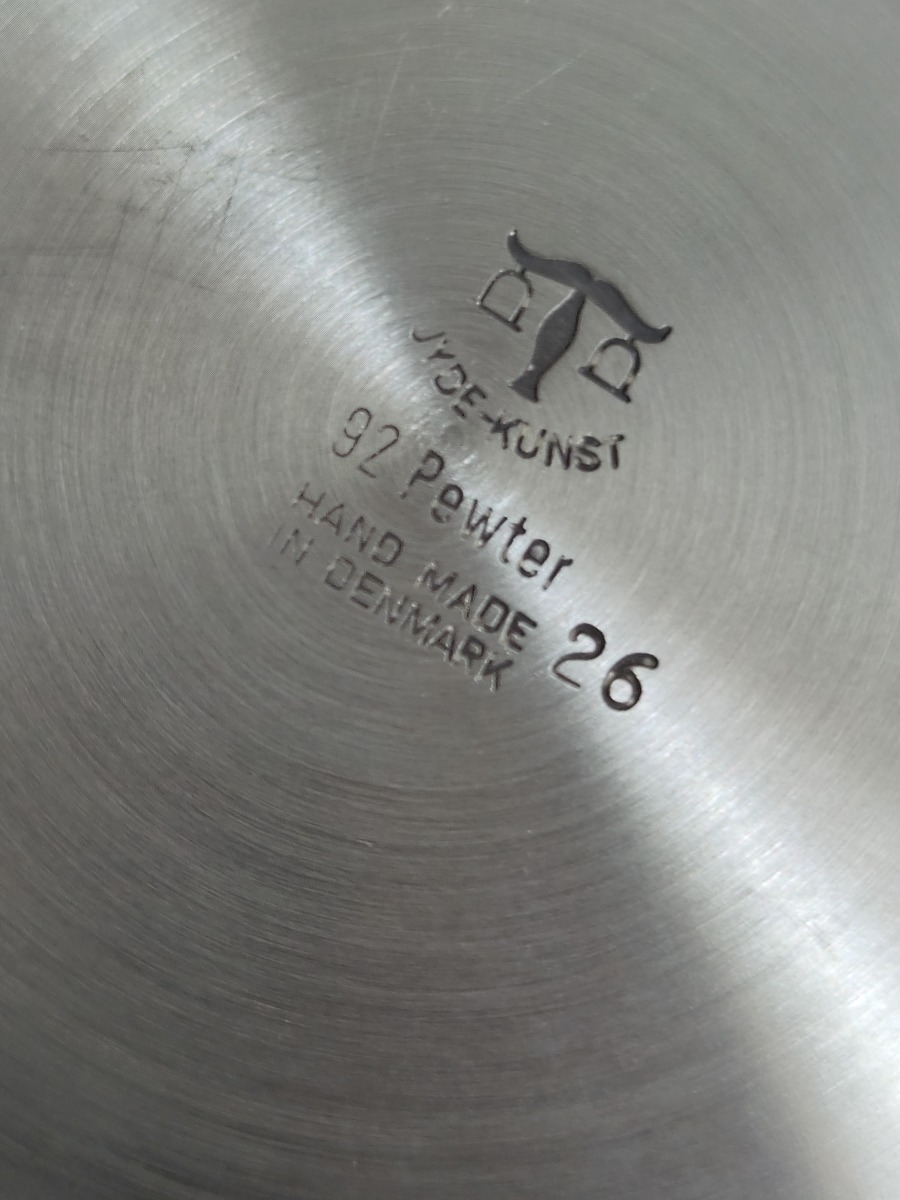 D T D
JYDE-KUNST
92 Pewter
HAND MADE
IN DENMARK
26